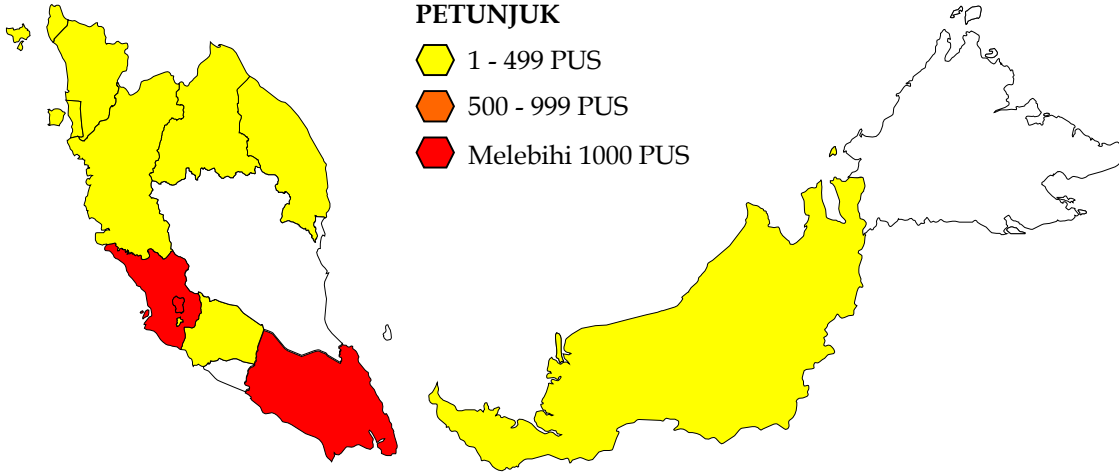 PETUNJUK
1 - 499 PUS
500 - 999 PUS
Melebihi 1000 PUS